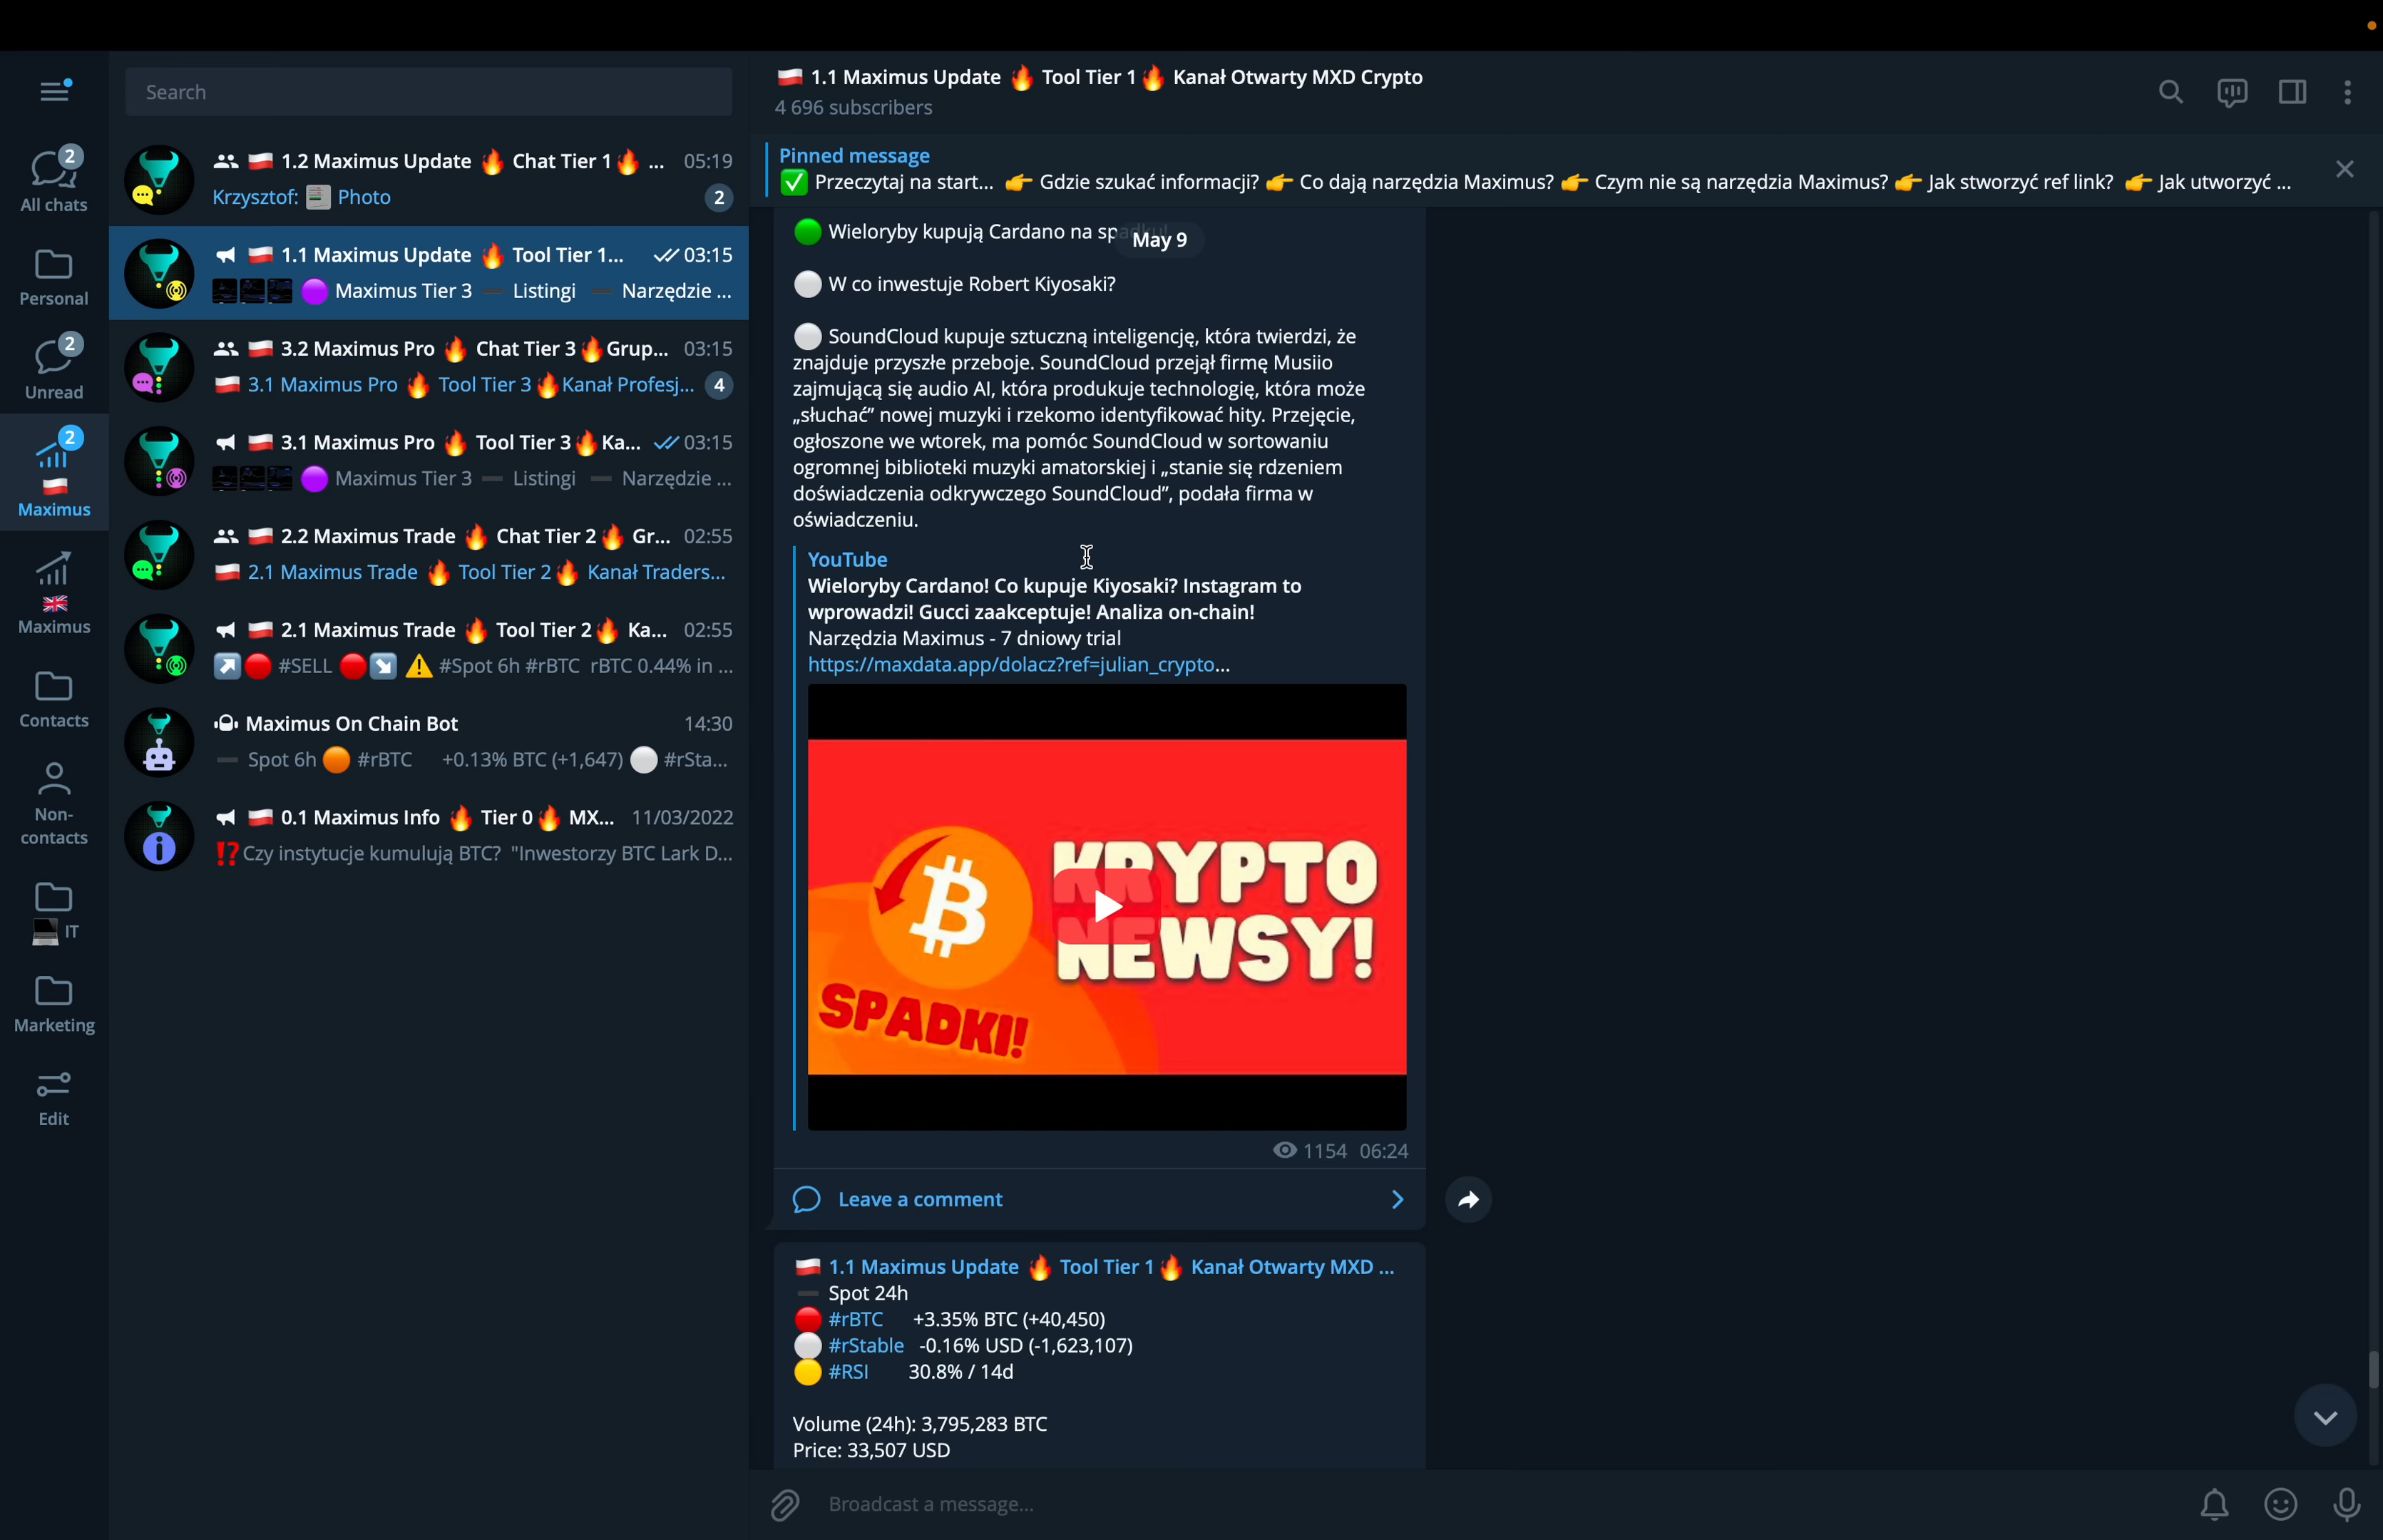 Search
All chats
2
Personal
Unread
2
Maximus
2
Maximus
Contacts
Non-
contacts
IT
Marketing
Edit
🇵🇱 1.2 Maximus Update 🔥 Chat Tier 1🔥 ... 05:19
Krzysztof: Photo 2
🇵🇱 1.1 Maximus Update 🔥 Tool Tier 1... 03:15
🟣 Maximus Tier 3 ➖ Listingi ➖ Narzędzie ...
🇵🇱 3.2 Maximus Pro 🔥 Chat Tier 3🔥Grup... 03:15
🇵🇱 3.1 Maximus Pro 🔥 Tool Tier 3🔥Kanał Profesj... 4
🇵🇱 3.1 Maximus Pro 🔥 Tool Tier 3🔥Ka... 03:15
🟣 Maximus Tier 3 ➖ Listingi ➖ Narzędzie ...
🇵🇱 2.2 Maximus Trade 🔥 Chat Tier 2🔥 Gr... 02:55
🇵🇱 2.1 Maximus Trade 🔥 Tool Tier 2🔥 Kanał Traders...
🇵🇱 2.1 Maximus Trade 🔥 Tool Tier 2🔥 Ka... 02:55
↗️🔴 #SELL 🔴↘️ ⚠️ #Spot 6h #rBTC rBTC 0.44% in ...
Maximus On Chain Bot 14:30
➖ Spot 6h 🟠 #rBTC +0.13% BTC (+1,647) ⚪ #rSta...
🇵🇱 0.1 Maximus Info 🔥 Tier 0🔥 MX... 11/03/2022
⁉️Czy instytucje kumulują BTC? "Inwestorzy BTC Lark D...
🇵🇱 1.1 Maximus Update 🔥 Tool Tier 1🔥 Kanał Otwarty MXD Crypto
4 696 subscribers
Pinned message
✅ Przeczytaj na start... 👉 Gdzie szukać informacji? 👉 Co dają narzędzia Maximus? 👉 Czym nie są narzędzia Maximus? 👉 Jak stworzyć ref link? 👉 Jak utworzyć ...
🟢 Wieloryby kupują Cardano na spadku!
May 9
⚪ W co inwestuje Robert Kiyosaki?
⚪ SoundCloud kupuje sztuczną inteligencję, która twierdzi, że
znajduje przyszłe przeboje. SoundCloud przejął firmę Musiio
zajmującą się audio AI, która produkuje technologię, która może
„słuchać” nowej muzyki i rzekomo identyfikować hity. Przejęcie,
ogłoszone we wtorek, ma pomóc SoundCloud w sortowaniu
ogromnej biblioteki muzyki amatorskiej i „stanie się rdzeniem
doświadczenia odkrywczego SoundCloud”, podała firma w
oświadczeniu.
YouTube
Wieloryby Cardano! Co kupuje Kiyosaki? Instagram to
wprowadzi! Gucci zaakceptuje! Analiza on-chain!
Narzędzia Maximus - 7 dniowy trial
https://maxdata.app/dolacz?ref=julian_crypto...
KRYPTO
NEWSY!
SPADKI!
1154 06:24
Leave a comment
🇵🇱 1.1 Maximus Update 🔥 Tool Tier 1🔥 Kanał Otwarty MXD ...
➖ Spot 24h
🔴 #rBTC +3.35% BTC (+40,450)
⚪ #rStable -0.16% USD (-1,623,107)
🟡 #RSI 30.8% / 14d
Volume (24h): 3,795,283 BTC
Price: 33,507 USD
Broadcast a message...